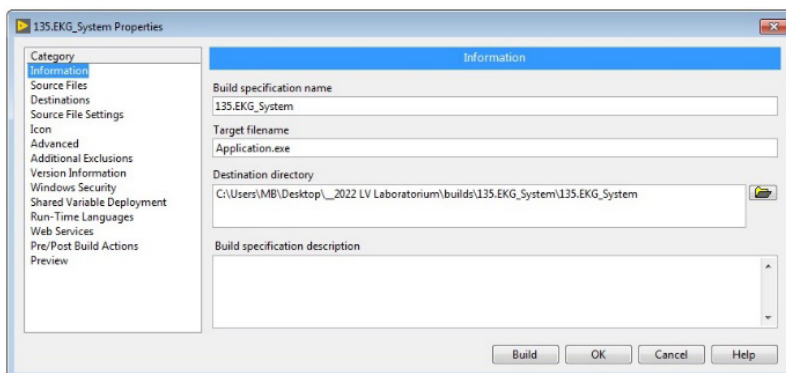 135.EKG_System Properties
Category
Information
Source Files
Destinations
Source File Settings
Icon
Advanced
Additional Exclusions
Version Information
Windows Security
Shared Variable Deployment
Run-Time Languages
Web Services
Pre/Post Build Actions
Preview
Information
Build specification name
135.EKG_System
Target filename
Application.exe
Destination directory
C:\Users\MB\Desktop\__2022 LV Laboratorium\builds\135.EKG_System\135.EKG_System
Build specification description
Build OK Cancel Help